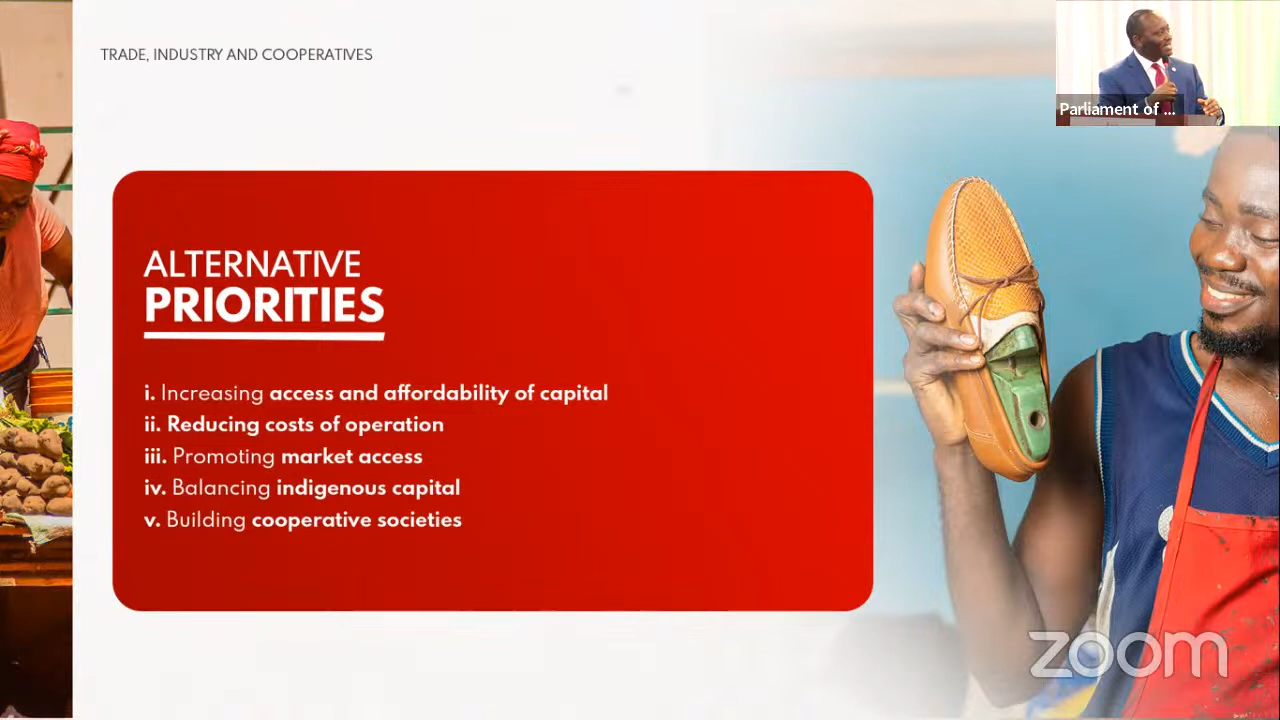 TRADE, INDUSTRY AND COOPERATIVES
Parliament of ...
ALTERNATIVE
PRIORITIES
i. Increasing access and affordability of capital
ii. Reducing costs of operation
iii. Promoting market access
iv. Balancing indigenous capital
v. Building cooperative societies
zoom